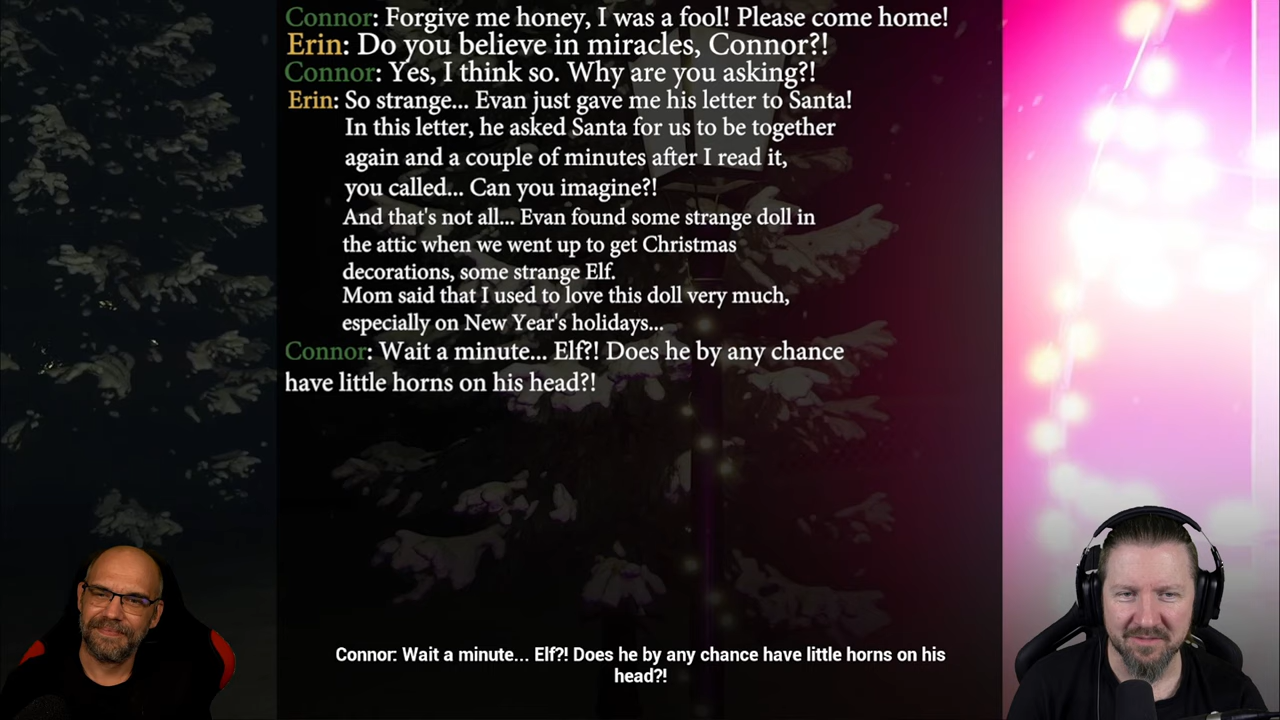 Connor: Forgive me honey, I was a fool! Please come home!
Erin: Do you believe in miracles, Connor?!
Connor: Yes, I think so. Why are you asking?!
Erin: So strange... Evan just gave me his letter to Santa!
In this letter, he asked Santa for us to be together
again and a couple of minutes after I read it,
you called... Can you imagine?!
And that's not all... Evan found some strange doll in
the attic when we went up to get Christmas
decorations, some strange Elf.
Mom said that I used to love this doll very much,
especially on New Year's holidays...
Connor: Wait a minute... Elf?! Does he by any chance
have little horns on his head?!
Connor: Wait a minute... Elf?! Does he by any chance have little horns on his
head?!